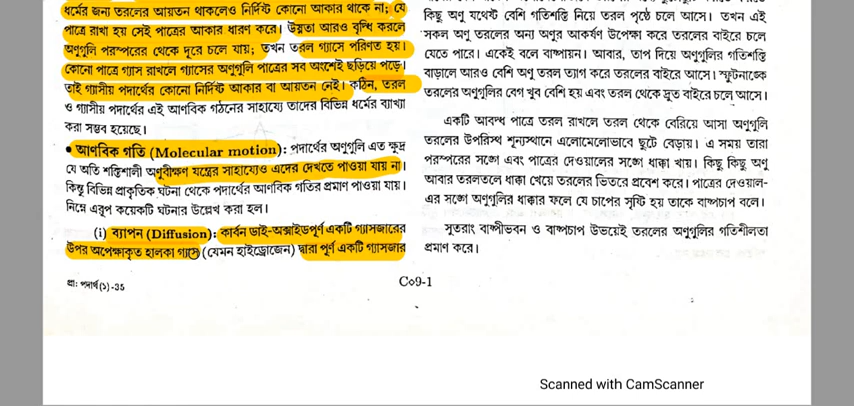 ধর্মের জন্য তরলের আয়তন থাকলেও নির্দিষ্ট কোনো আকার থাকে না; যে
পাত্রে রাখা হয় সেই পাত্রের আকার ধারণ করে। উষ্ণতা আরও বৃদ্ধি করলে
অণুগুলি পরস্পরের থেকে দূরে চলে যায়; তখন তরল গ্যাসে পরিণত হয়।
কোনো পাত্রে গ্যাস রাখলে গ্যাসের অণুগুলি পাত্রের সব অংশেই ছড়িয়ে পড়ে।
তাই গ্যাসীয় পদার্থের কোনো নির্দিষ্ট আকার বা আয়তন নেই। কঠিন, তরল
ও গ্যাসীয় পদার্থের এই আণবিক গঠনের সাহায্যে তাদের বিভিন্ন ধর্মের ব্যাখ্যা
করা সম্ভব হয়েছে।
• আণবিক গতি (Molecular motion): পদার্থের অণুগুলি এত ক্ষুদ্র
যে অতি শক্তিশালী অণুবীক্ষণ যন্ত্রের সাহায্যেও এদের দেখতে পাওয়া যায় না।
কিন্তু বিভিন্ন প্রাকৃতিক ঘটনা থেকে পদার্থের আণবিক গতির প্রমাণ পাওয়া যায়।
নিম্নে এরূপ কয়েকটি ঘটনার উল্লেখ করা হল।
(i) ব্যাপন (Diffusion): কার্বন ডাই-অক্সাইডপূর্ণ একটি গ্যাসজারের
উপর অপেক্ষাকৃত হালকা গ্যাস (যেমন হাইড্রোজেন) দ্বারা পূর্ণ একটি গ্যাসজার
প্রা: পদার্থ (১)-35
কিছু অণু যথেষ্ট বেশি গতিশক্তি নিয়ে তরল পৃষ্ঠে চলে আসে। তখন এই
সকল অণু তরলের অন্য অণুর আকর্ষণ উপেক্ষা করে তরলের বাইরে চলে
যেতে পারে। একেই বলে বাষ্পায়ন। আবার, তাপ দিয়ে অণুগুলির গতিশক্তি
বাড়ালে আরও বেশি অণু তরল ত্যাগ করে তরলের বাইরে আসে। স্ফুটনাঙ্কে
তরলের অণুগুলির বেগ খুব বেশি হয় এবং তরল থেকে দ্রুত বাইরে চলে আসে।
একটি আবদ্ধ পাত্রে তরল রাখলে তরল থেকে বেরিয়ে আসা অণুগুলি
তরলের উপরিস্থ শূন্যস্থানে এলোমেলোভাবে ছুটে বেড়ায়। এ সময় তারা
পরস্পরের সঙ্গে এবং পাত্রের দেওয়ালের সঙ্গে ধাক্কা খায়। কিছু কিছু অণু
আবার তরলতলে ধাক্কা খেয়ে তরলের ভিতরে প্রবেশ করে। পাত্রের দেওয়াল-
এর সঙ্গে অণুগুলির ধাক্কার ফলে যে চাপের সৃষ্টি হয় তাকে বাষ্পচাপ বলে।
সুতরাং বাষ্পীভবন ও বাষ্পচাপ উভয়েই তরলের অণুগুলির গতিশীলতা
প্রমাণ করে।
Co9-1
Scanned with CamScanner